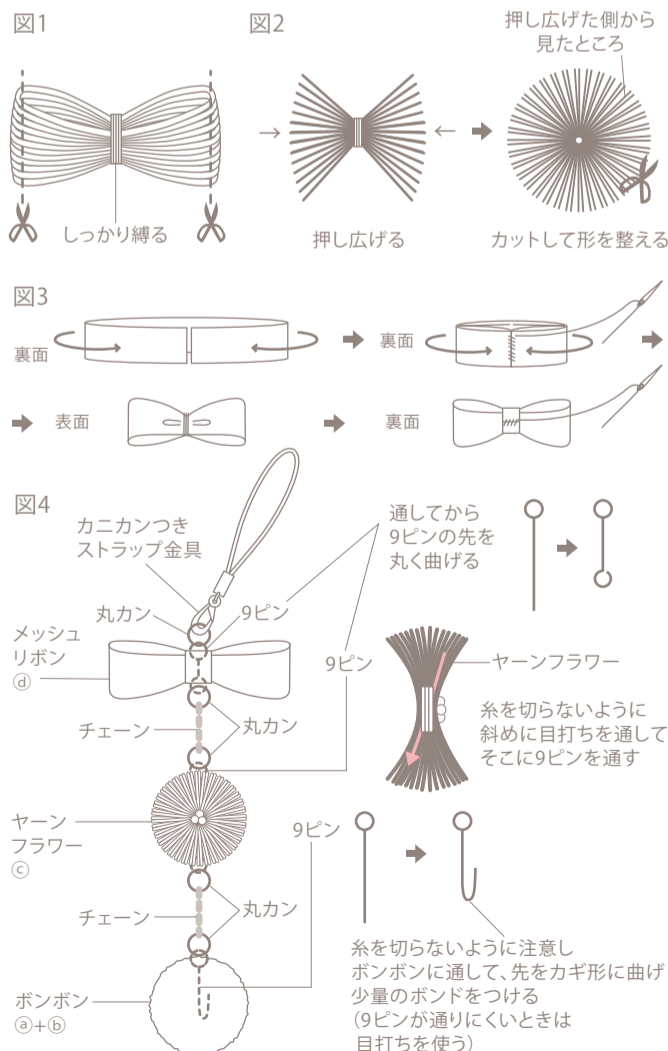 図1
しっかり縛る
図2
押し広げる
押し広げた側から
見たところ
カットして形を整える
図3
裏面
裏面
表面
裏面
図4
カニカンつき
ストラップ金具
丸カン
9ピン
メッシュ
リボン
ⓓ
チェーン
丸カン
ヤーン
フラワー
ⓒ
チェーン
丸カン
ボンボン
ⓐ+ⓑ
通してから
9ピンの先を
丸く曲げる
9ピン
ヤーンフラワー
糸を切らないように
斜めに目打ちを通して
そこに9ピンを通す
9ピン
糸を切らないように注意し
ボンボンに通して、先をカギ形に曲げ
少量のボンドをつける
(9ピンが通りにくいときは
目打ちを使う)